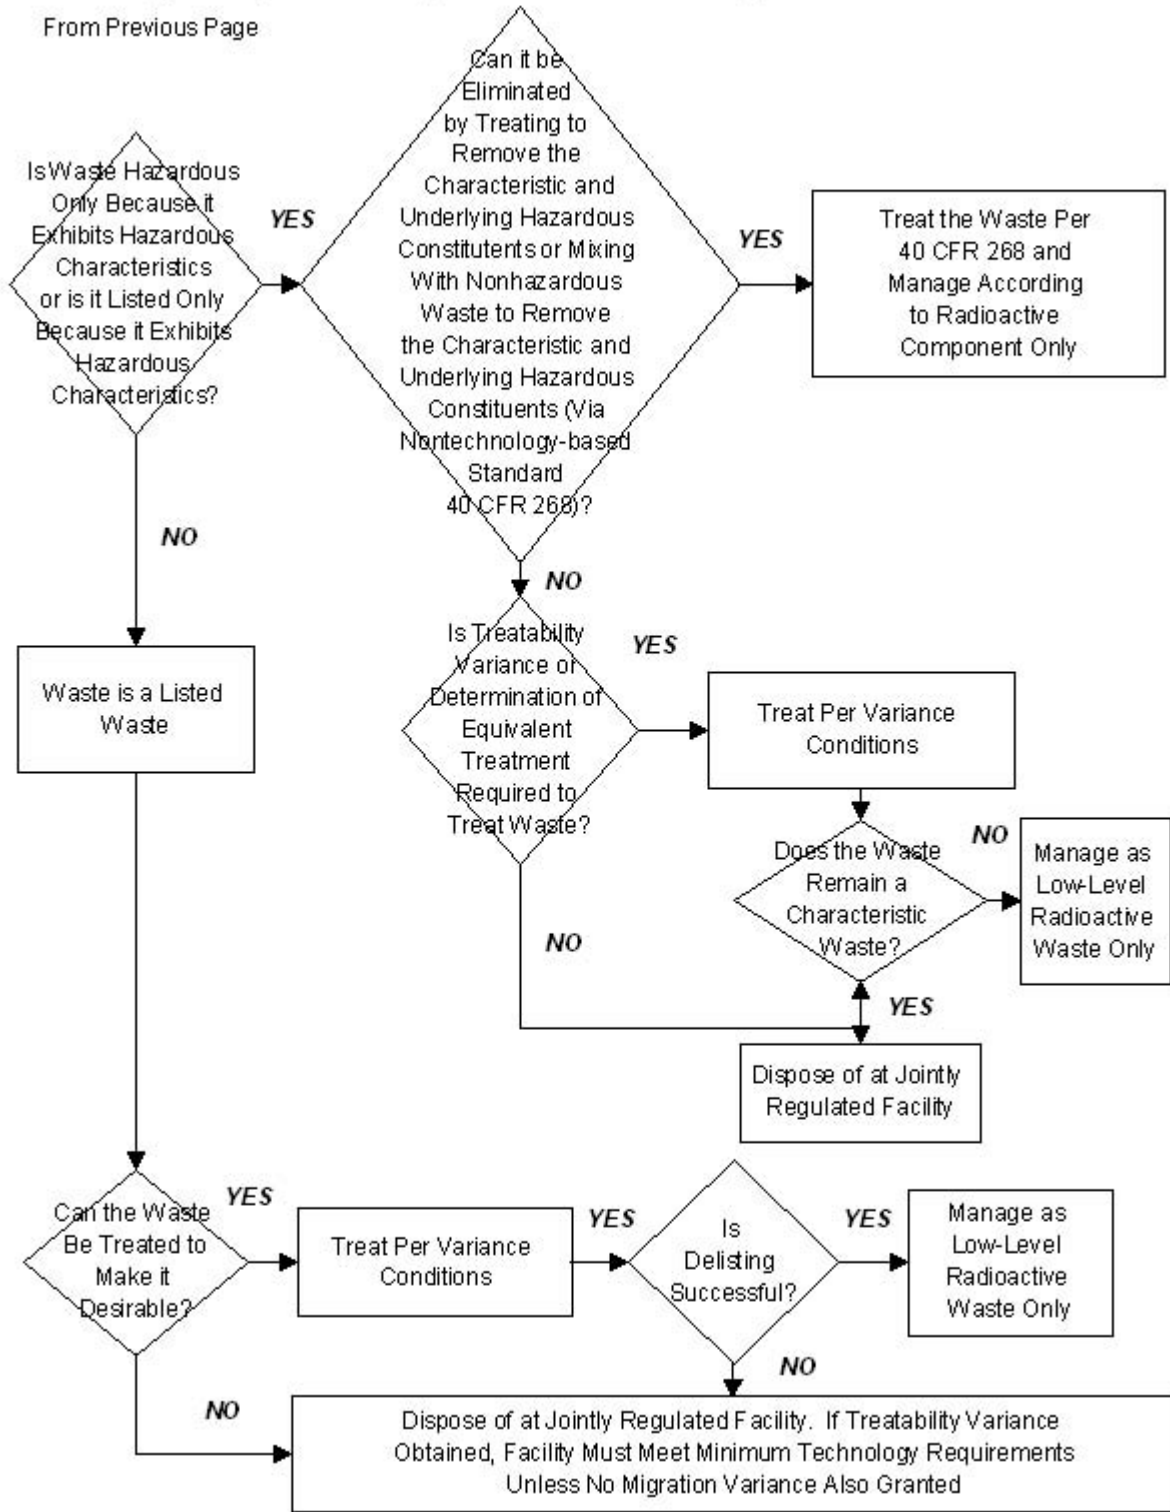 From Previous Page
Is Waste Hazardous
Only Because it
Exhibits Hazardous
Characteristics
or is it Listed Only
Because it Exhibits
Hazardous
Characteristics?
YES
Can it be
Eliminated
by Treating to
Remove the
Characteristic and
Underlying Hazardous
Constitutents or Mixing
With Nonhazardous
Waste to Remove
the Characteristic and
Underlying Hazardous
Constituents (Via
Nontechnology-based
Standard
40 CFR 268)?
YES
Treat the Waste Per
40 CFR 268 and
Manage According
to Radioactive
Component Only
NO
NO
Waste is a Listed
Waste
Is Treatability
Variance or
Determination of
Equivalent
Treatment
Required to
Treat Waste?
YES
Treat Per Variance
Conditions
Does the Waste
Remain a
Characteristic
Waste?
NO
Manage as
Low-Level
Radioactive
Waste Only
NO
YES
Dispose of at Jointly
Regulated Facility
Can the Waste
Be Treated to
Make it
Desirable?
YES
Treat Per Variance
Conditions
YES
Is
Delisting
Successful?
YES
Manage as
Low-Level
Radioactive
Waste Only
NO
NO
Dispose of at Jointly Regulated Facility. If Treatability Variance
Obtained, Facility Must Meet Minimum Technology Requirements
Unless No Migration Variance Also Granted